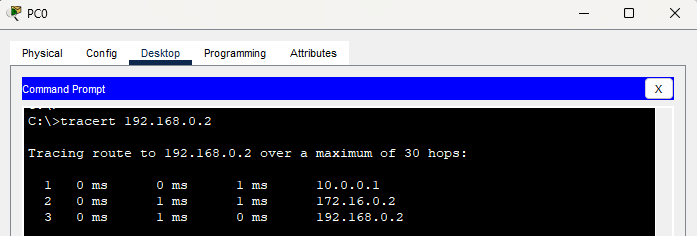 PC0
Physical Config Desktop Programming Attributes
Command Prompt X
C:\>tracert 192.168.0.2
Tracing route to 192.168.0.2 over a maximum of 30 hops:
1 0 ms 0 ms 1 ms 10.0.0.1
2 0 ms 1 ms 1 ms 172.16.0.2
3 0 ms 1 ms 0 ms 192.168.0.2